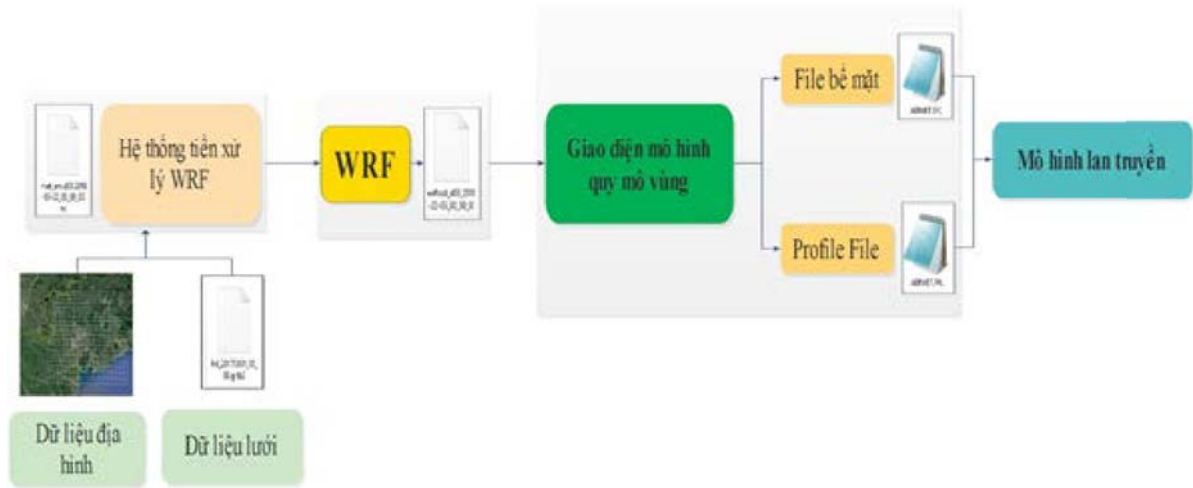 File bề mặt
Hệ thống tiền xử
lý WRF
WRF
Giao diện mô hình
quy mô vùng
Mô hình lan truyền
Profile File
Dữ liệu địa
hình
Dữ liệu lưới